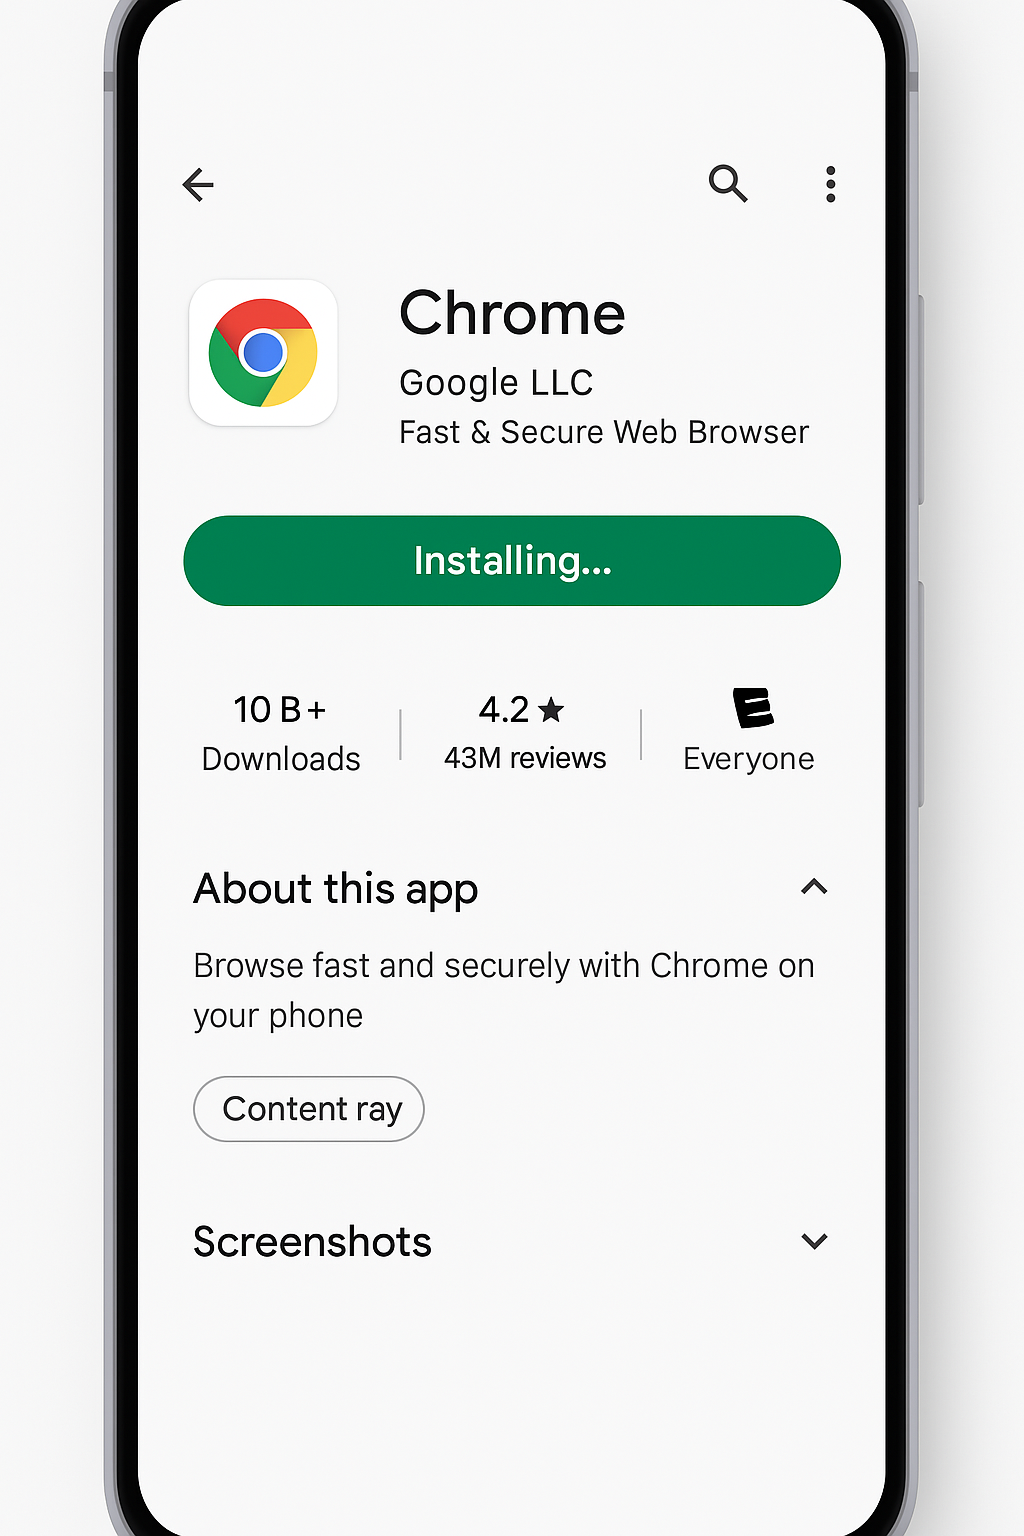 Chrome
Google LLC
Fast & Secure Web Browser
Installing...
10 B+
Downloads
4.2 ★
43M reviews
E
Everyone
About this app
Browse fast and securely with Chrome on
your phone
Content ray
Screenshots